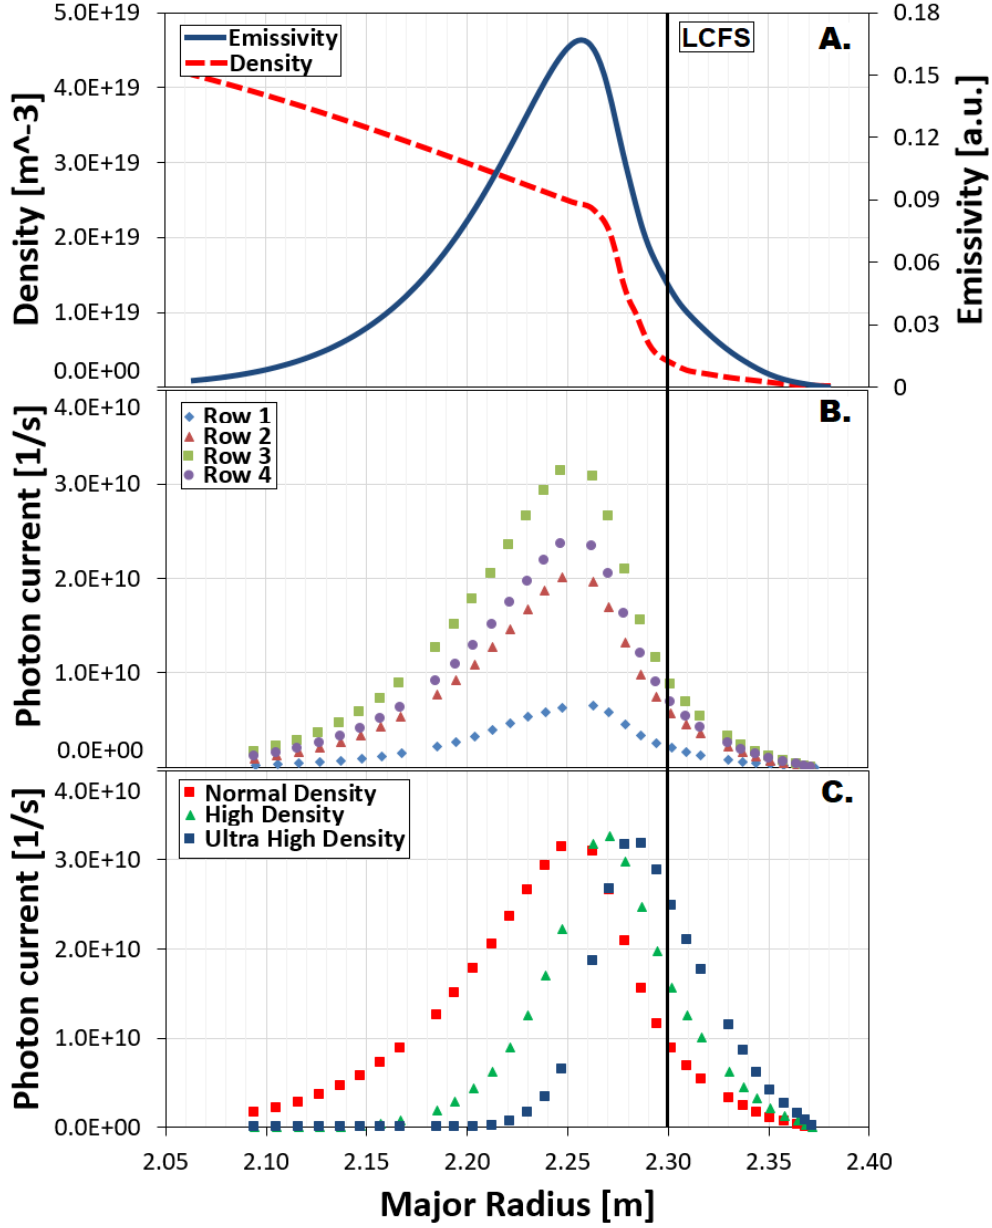 5.0E+19
4.0E+19
3.0E+19
2.0E+19
1.0E+19
0.0E+00
Density [m^-3]
Emissivity
Density
LCFS
A.
0.18
0.15
0.12
0.09
0.06
0.03
0
Emissivity [a.u.]
4.0E+10
3.0E+10
2.0E+10
1.0E+10
0.0E+00
Photon current [1/s]
Row 1
Row 2
Row 3
Row 4
B.
4.0E+10
3.0E+10
2.0E+10
1.0E+10
0.0E+00
Photon current [1/s]
Normal Density
High Density
Ultra High Density
C.
2.05 2.10 2.15 2.20 2.25 2.30 2.35 2.40
Major Radius [m]